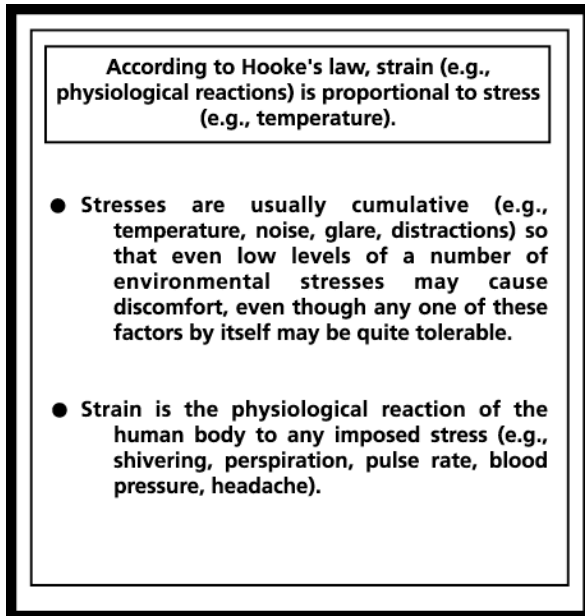 According to Hooke's law, strain (e.g.,
physiological reactions) is proportional to stress
(e.g., temperature).
● Stresses are usually cumulative (e.g.,
temperature, noise, glare, distractions) so
that even low levels of a number of
environmental stresses may cause
discomfort, even though any one of these
factors by itself may be quite tolerable.
● Strain is the physiological reaction of the
human body to any imposed stress (e.g.,
shivering, perspiration, pulse rate, blood
pressure, headache).